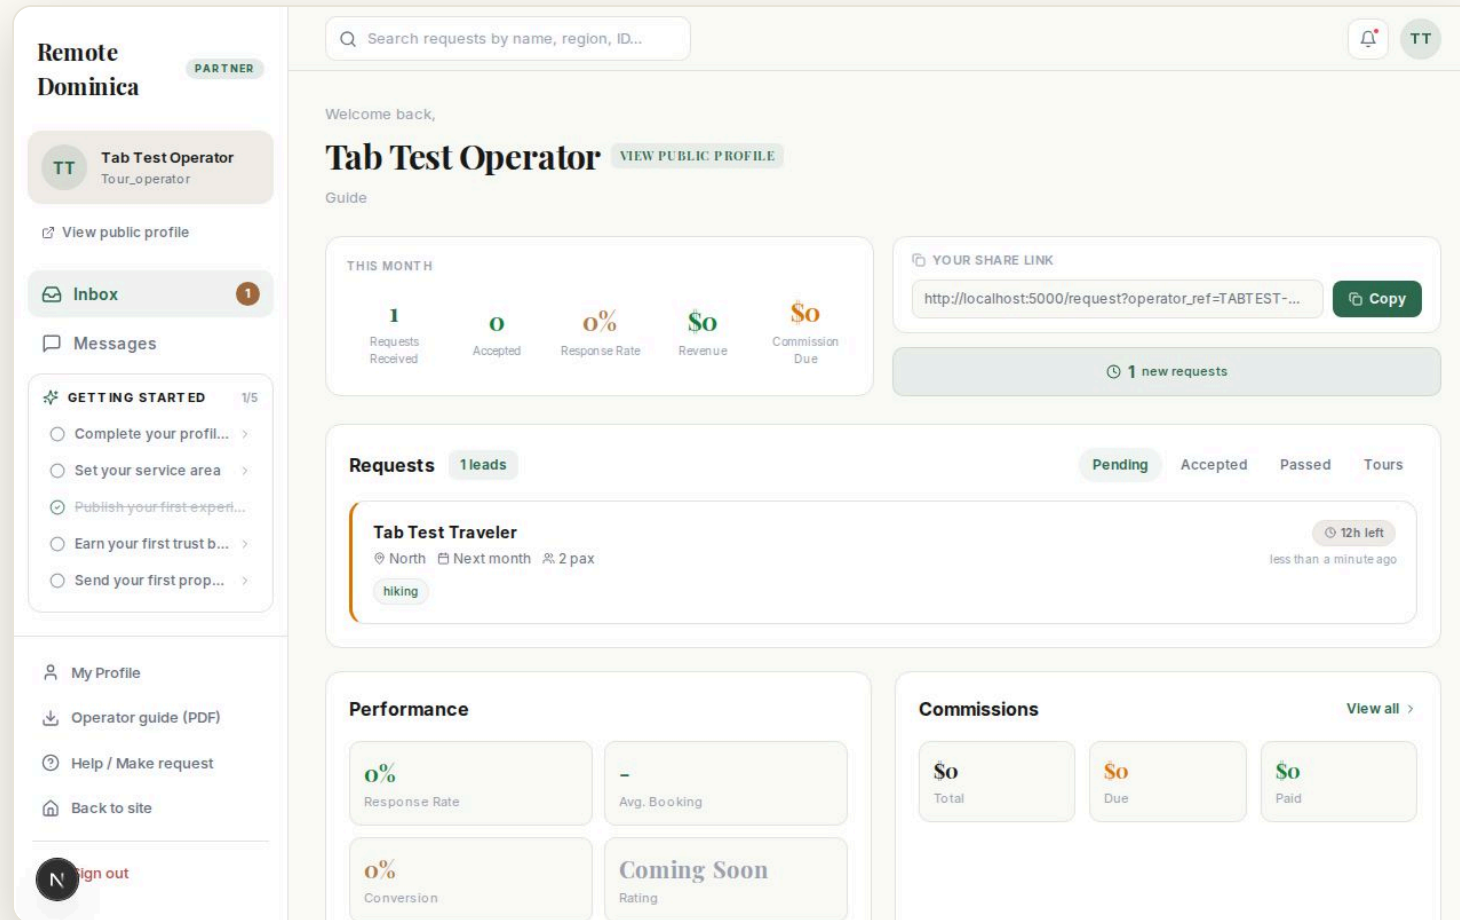 Remote
Dominica
PARTNER
TT
Tab Test Operator
Tour_operator
View public profile
Inbox
1
Messages
GETTING STARTED
1/5
Complete your profil...
Set your service area
Publish your first experi...
Earn your first trust b...
Send your first prop...
My Profile
Operator guide (PDF)
Help / Make request
Back to site
N
ign out
Search requests by name, region, ID...
TT
Welcome back,
Tab Test Operator
VIEW PUBLIC PROFILE
Guide
THIS MONTH
1
Requests
Received
0
Accepted
0%
Response Rate
$0
Revenue
$0
Commission
Due
YOUR SHARE LINK
http://localhost:5000/request?operator_ref=TABTEST-...
Copy
1 new requests
Requests
1 leads
Pending
Accepted
Passed
Tours
Tab Test Traveler
12h left
North
Next month
2 pax
less than a minute ago
hiking
Performance
0%
Response Rate
-
Avg. Booking
0%
Conversion
Coming Soon
Rating
Commissions
View all
$0
Total
$0
Due
$0
Paid